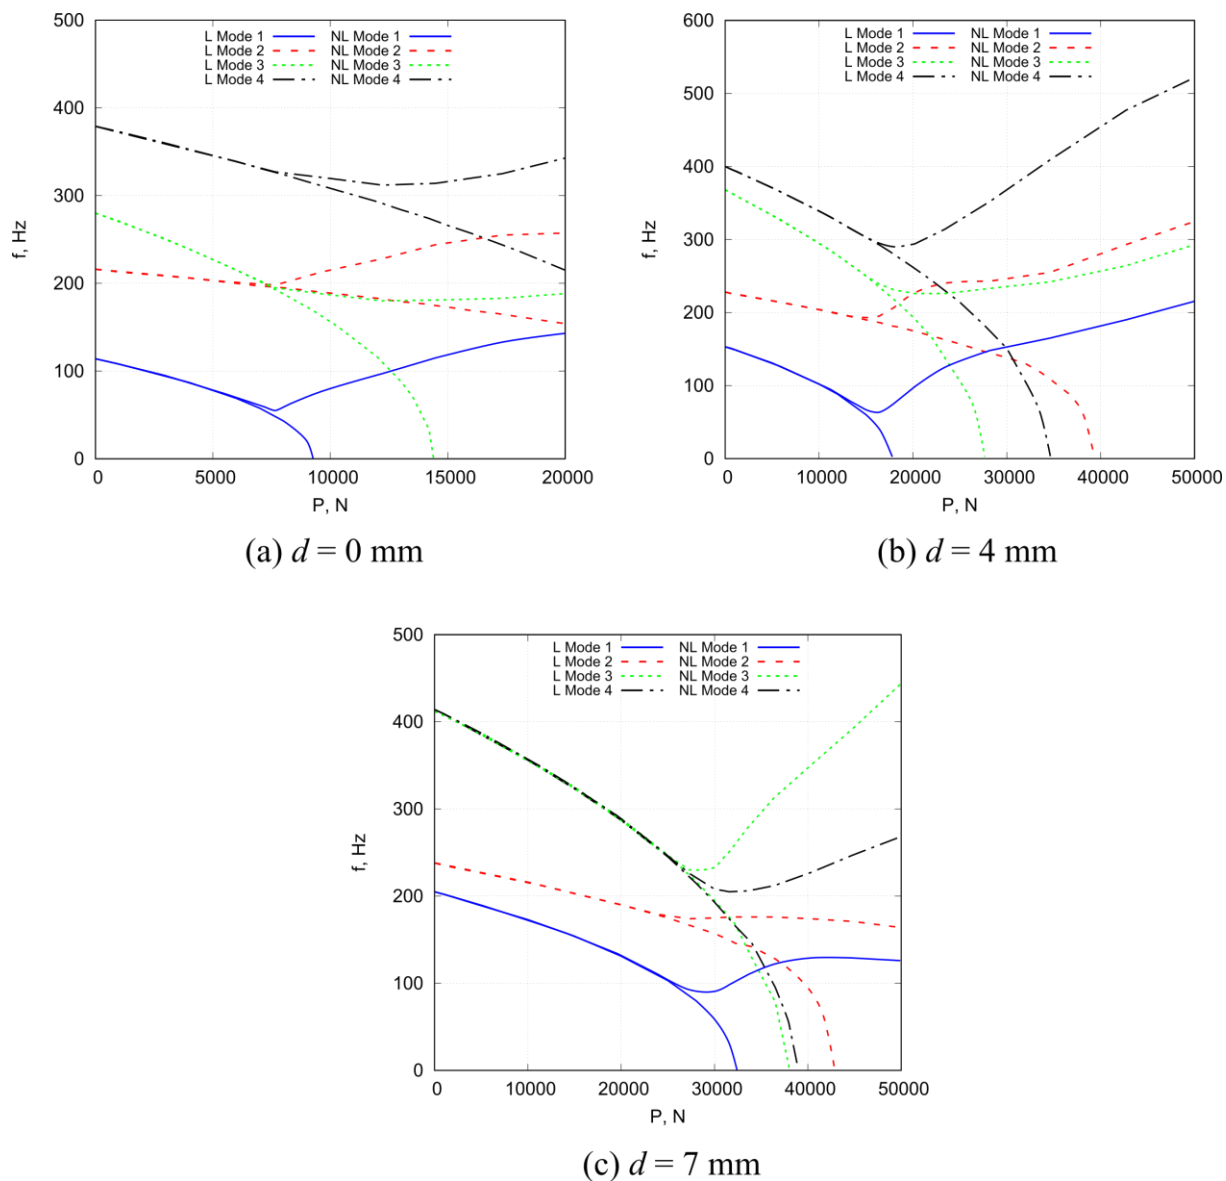 500
400
300
200
100
0
f, Hz
L Mode 1 NL Mode 1
L Mode 2 NL Mode 2
L Mode 3 NL Mode 3
L Mode 4 NL Mode 4
0 5000 10000 15000 20000
P, N
(a) d = 0 mm
600
500
400
300
200
100
0
f, Hz
L Mode 1 NL Mode 1
L Mode 2 NL Mode 2
L Mode 3 NL Mode 3
L Mode 4 NL Mode 4
0 10000 20000 30000 40000 50000
P, N
(b) d = 4 mm
500
400
300
200
100
0
f, Hz
L Mode 1 NL Mode 1
L Mode 2 NL Mode 2
L Mode 3 NL Mode 3
L Mode 4 NL Mode 4
0 10000 20000 30000 40000 50000
P, N
(c) d = 7 mm